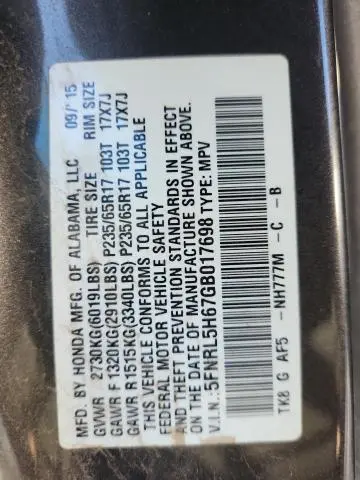 MFD. BY HONDA MFG. OF ALABAMA, LLC 09/'15
TIRE SIZE RIM SIZE
GVWR 2730KG(6019LBS)
GAWR F 1320KG(2910LBS) P235/65R17 103T 17X7J
GAWR R1515KG(3340LBS) P235/65R17 103T 17X7J
THIS VEHICLE CONFORMS TO ALL APPLICABLE
FEDERAL MOTOR VEHICLE SAFETY
AND THEFT PREVENTION STANDARDS IN EFFECT
ON THE DATE OF MANUFACTURE SHOWN ABOVE.
V.I.N.:5FNRL5H67GB017698 TYPE: MPV
TK8 G AF5 -NH777M -C -B